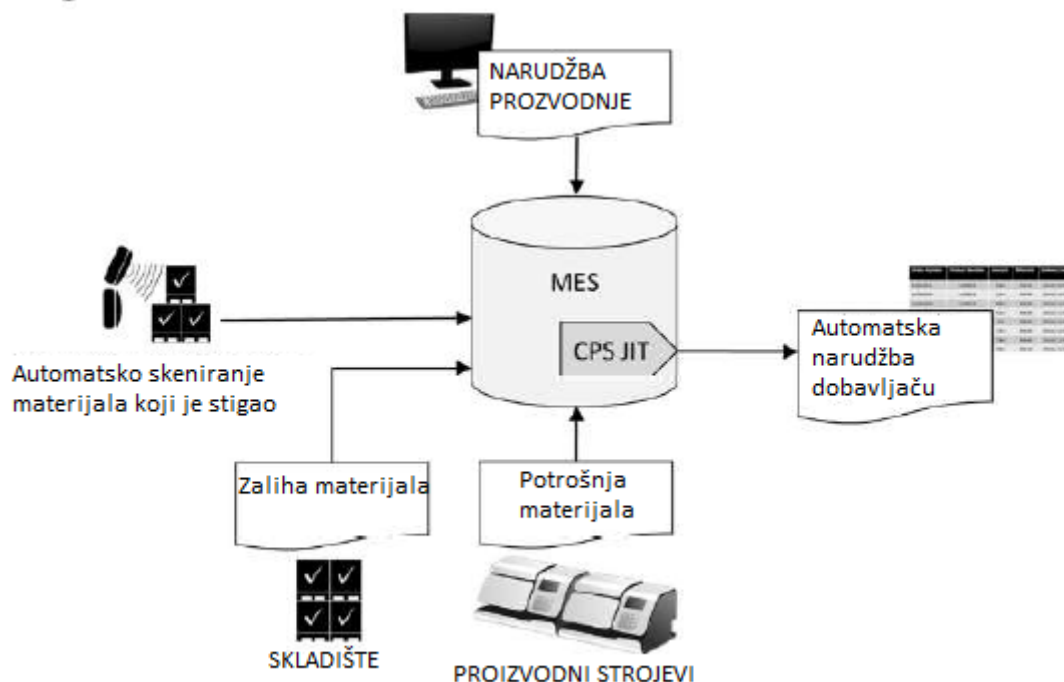 NARUDŽBA
PROZVODNJE
MES
CPS JIT
Automatsko skeniranje
materijala koji je stigao
Automatska
narudžba
dobavljaču
Zaliha materijala
Potrošnja
materijala
SKLADIŠTE
PROIZVODNI STROJEVI